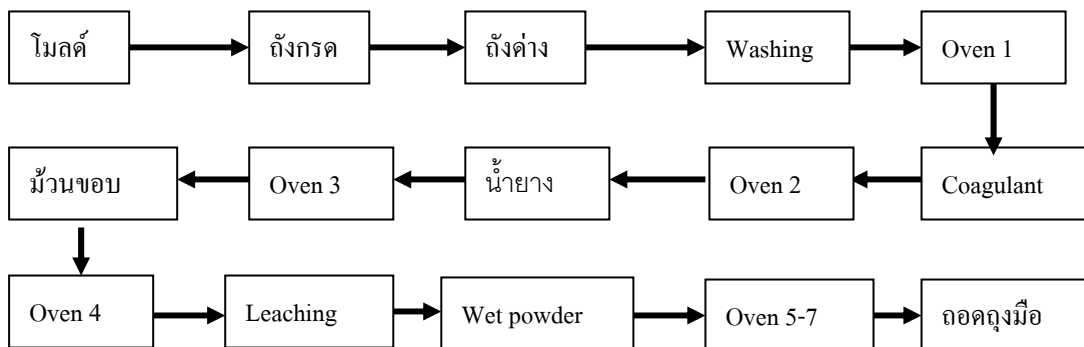 โมลด์
ถังกรด
ถังด่าง
Washing
Oven 1
Coagulant
Oven 2
น้ำยาง
Oven 3
ม้วนขอบ
Oven 4
Leaching
Wet powder
Oven 5-7
ถอดถุงมือ